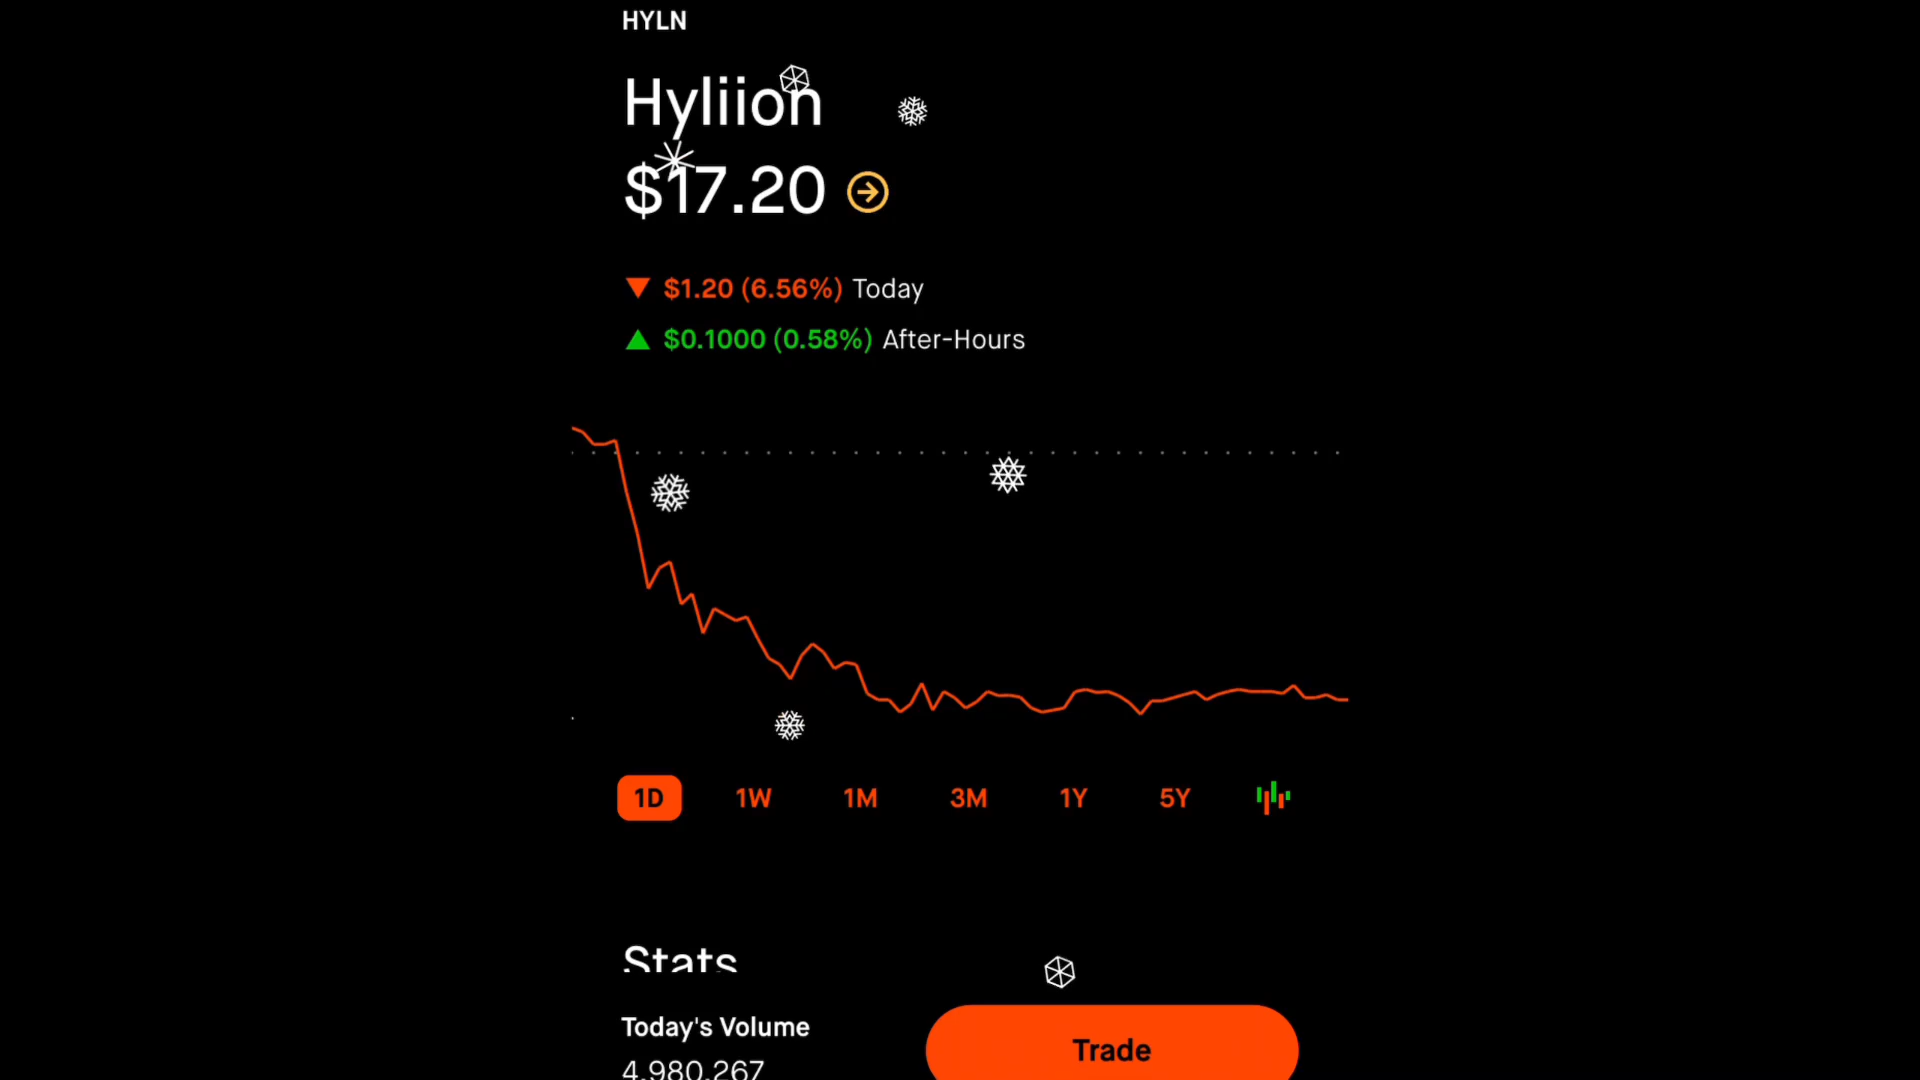 HYLN
Hyliion
$17.20
$1.20 (6.56%) Today
$0.1000 (0.58%) After-Hours
1D 1W 1M 3M 1Y 5Y
Stats
Today's Volume
4,980,267
Trade